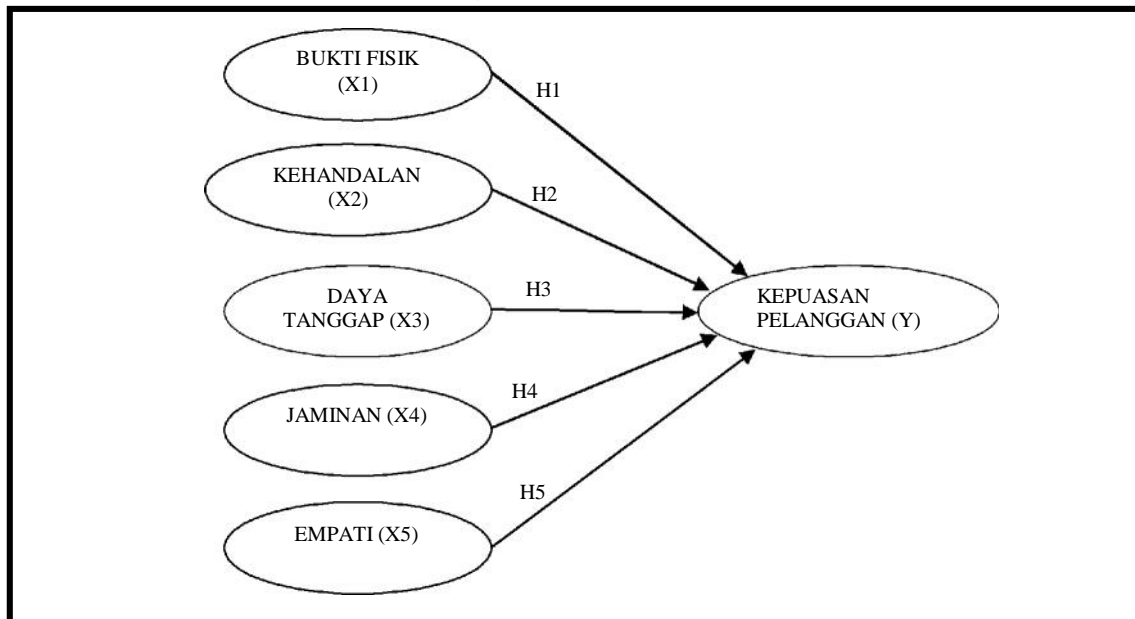 BUKTI FISIK
(X1)
H1
KEHANDALAN
(X2)
H2
DAYA
TANGGAP (X3)
H3
KEPUASAN
PELANGGAN (Y)
JAMINAN (X4)
H4
EMPATI (X5)
H5